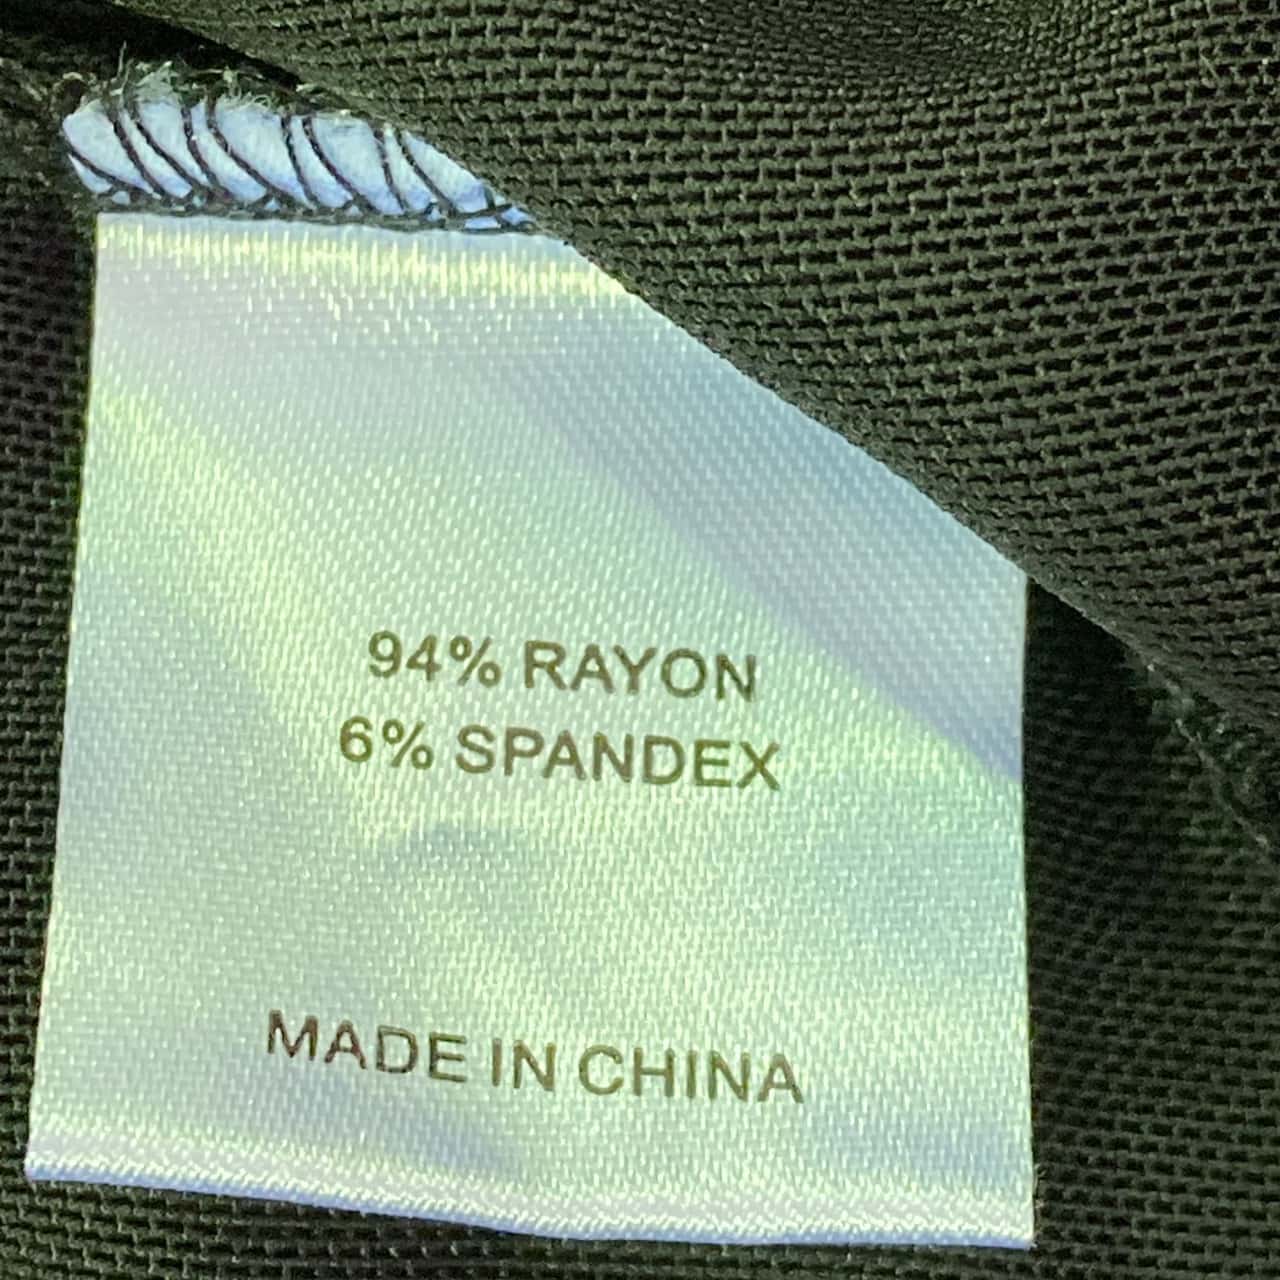 94% RAYON
6% SPANDEX
MADE IN CHINA